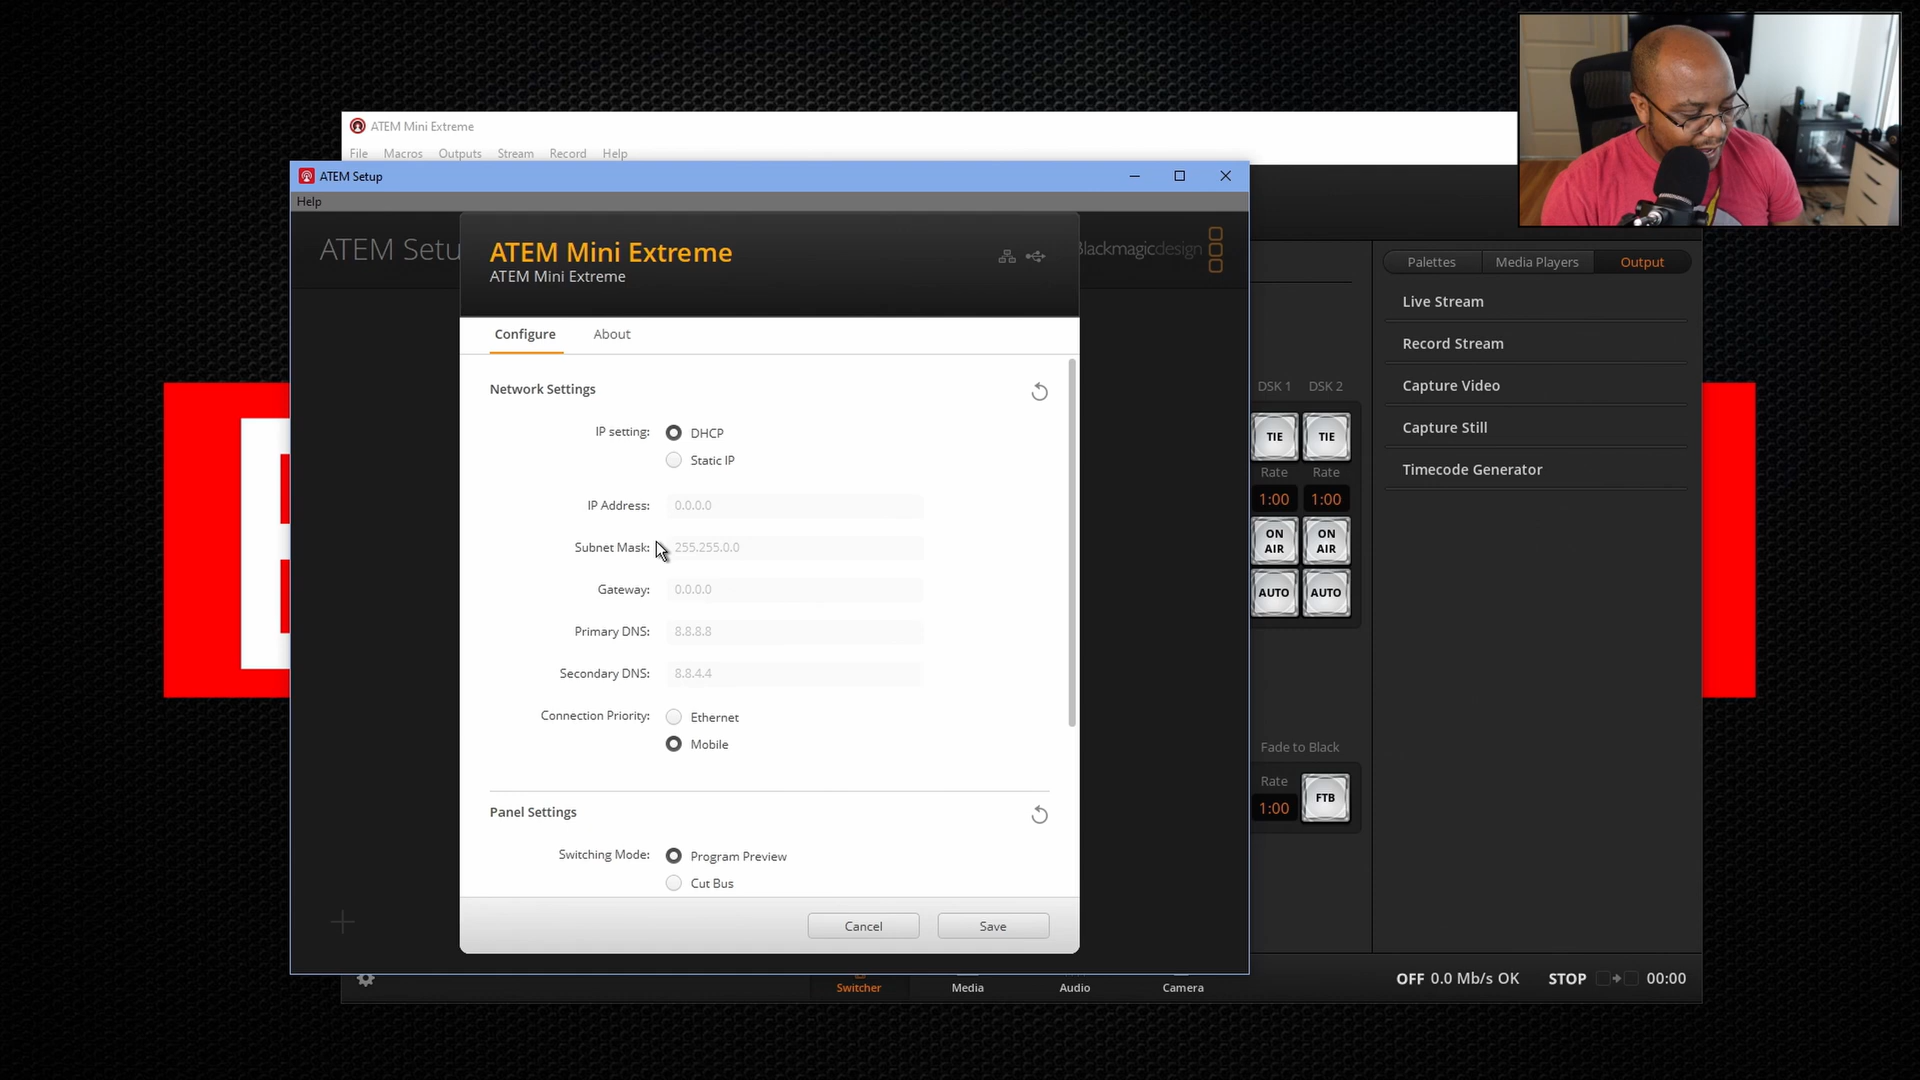 ATEM Mini Extreme
File Macros Outputs Stream Record Help
ATEM Setup
Help
ATEM Setu
Blackmagicdesign
ATEM Mini Extreme
ATEM Mini Extreme
Configure About
Network Settings
IP setting: DHCP
Static IP
IP Address: 0.0.0.0
Subnet Mask: 255.255.0.0
Gateway: 0.0.0.0
Primary DNS: 8.8.8.8
Secondary DNS: 8.8.4.4
Connection Priority: Ethernet
Mobile
Panel Settings
Switching Mode: Program Preview
Cut Bus
Cancel Save
Palettes Media Players Output
Live Stream
Record Stream
Capture Video
Capture Still
Timecode Generator
DSK 1 DSK 2
TIE TIE
Rate Rate
1:00 1:00
ON AIR ON AIR
AUTO AUTO
Fade to Black
Rate
1:00 FTB
Switcher Media Audio Camera
OFF 0.0 Mb/s OK STOP 00:00